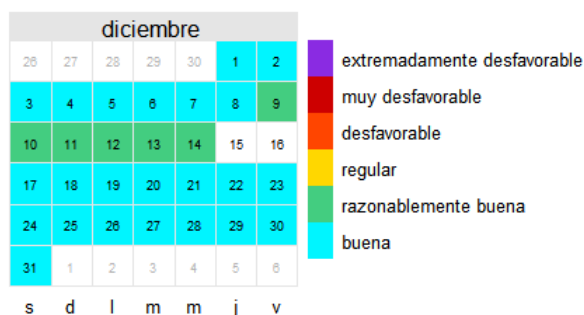 diciembre
26 27 28 29 30 1 2
3 4 5 6 7 8 9
10 11 12 13 14 15 16
17 18 19 20 21 22 23
24 25 26 27 28 29 30
31 1 2 3 4 5 6
s d l m m j v
extremadamente desfavorable
muy desfavorable
desfavorable
regular
razonablemente buena
buena